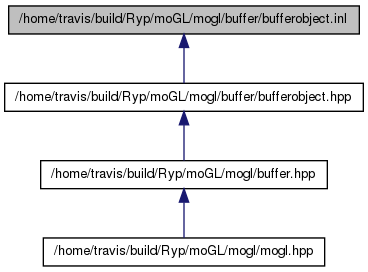 /home/travis/build/Ryp/moGL/mogl/buffer/bufferobject.inl
/home/travis/build/Ryp/moGL/mogl/buffer/bufferobject.hpp
/home/travis/build/Ryp/moGL/mogl/buffer.hpp
/home/travis/build/Ryp/moGL/mogl/mogl.hpp